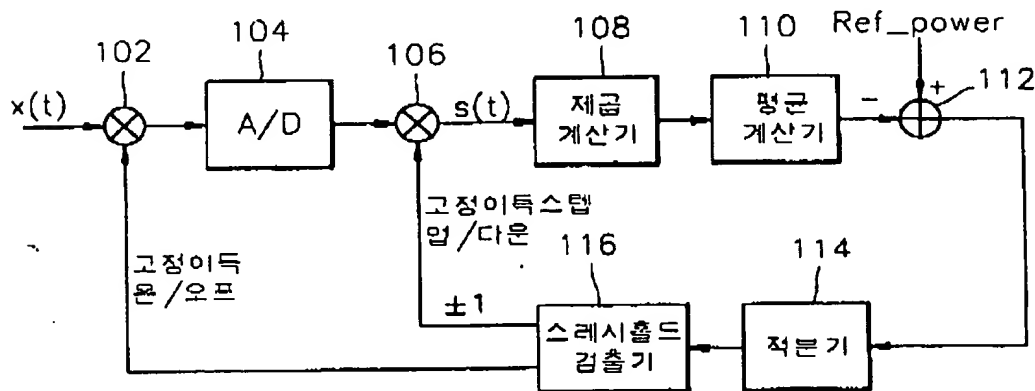 102
104
106
108
110
Ref_power
x(t)
A/D
s(t)
제곱
계산기
평균
계산기
-
+
112
고정이득스텝
업/다운
고정이득
온/오프
±1
116
스레시홀드
검출기
114
적분기